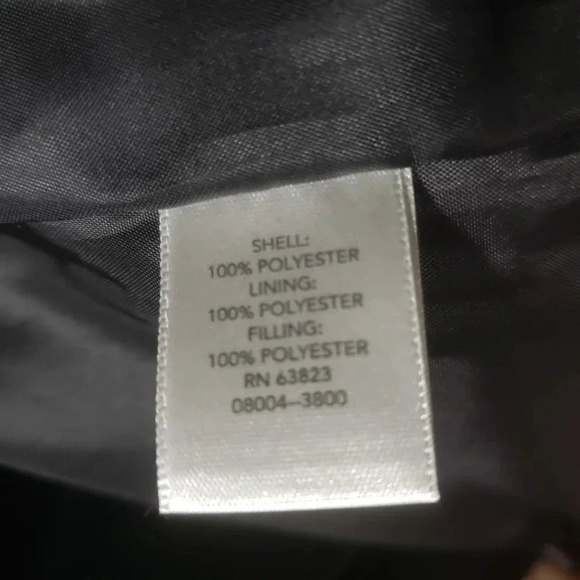 SHELL:
100% POLYESTER
LINING:
100% POLYESTER
FILLING:
100% POLYESTER
RN 63823
08004–3800